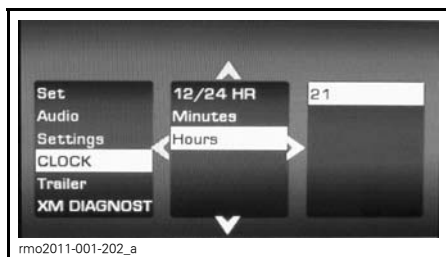 Set
Audio
Settings
CLOCK
Trailer
XM DIAGNOST
12/24 HR
Minutes
Hours
21
rmo2011-001-202_a